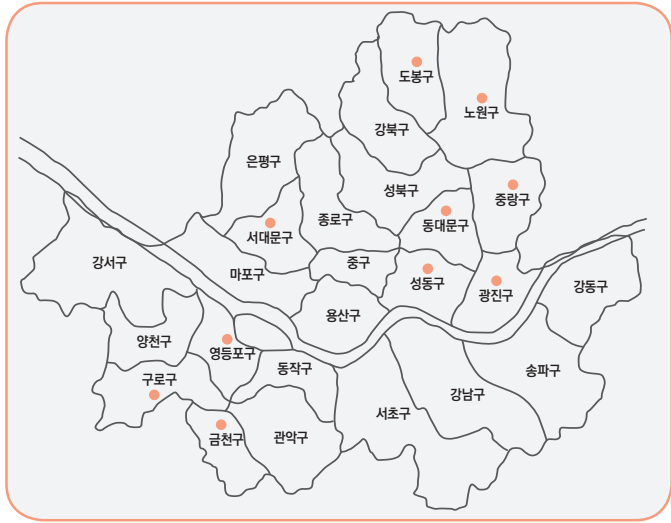 도봉구
노원구
강북구
은평구
성북구
중랑구
종로구
동대문구
서대문구
강서구
마포구
중구
성동구
광진구
강동구
용산구
양천구
영등포구
동작구
송파구
구로구
강남구
서초구
금천구
관악구